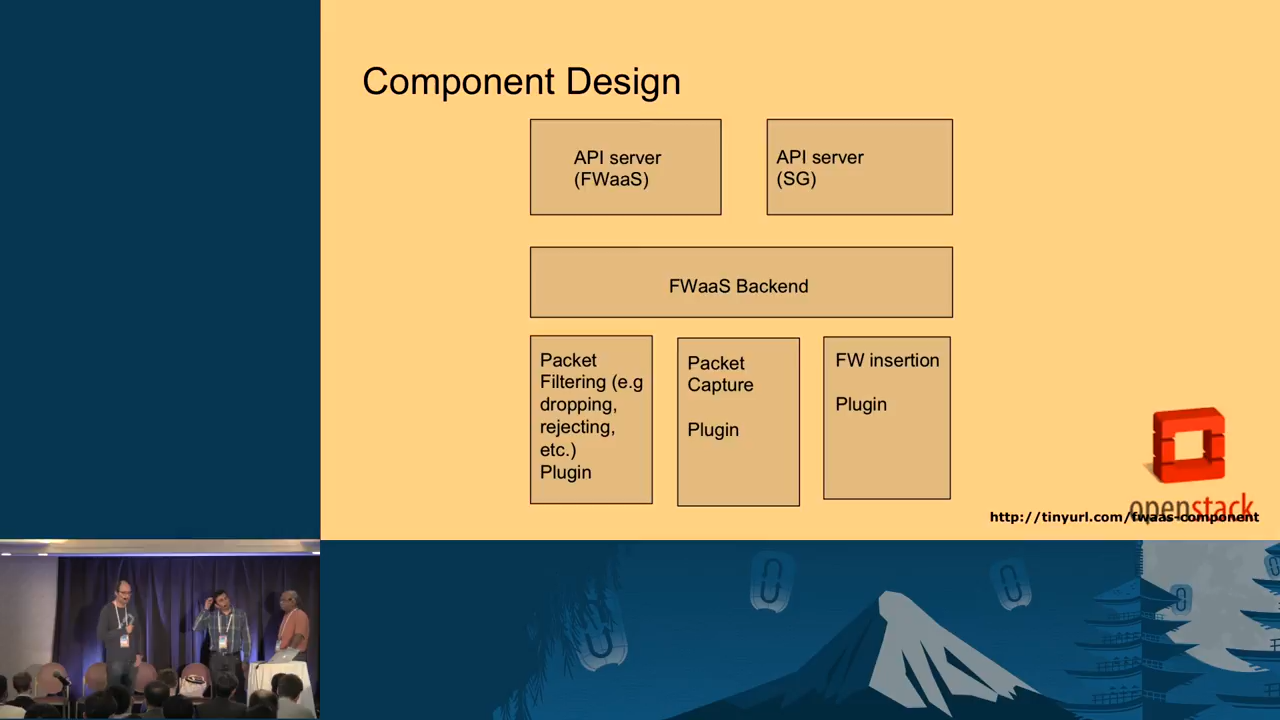 Component Design
API server
(FWaaS)
API server
(SG)
FWaaS Backend
Packet
Filtering (e.g
dropping,
rejecting,
etc.)
Plugin
Packet
Capture
Plugin
FW insertion
Plugin
openstack
http://tinyurl.com/fwaas-component